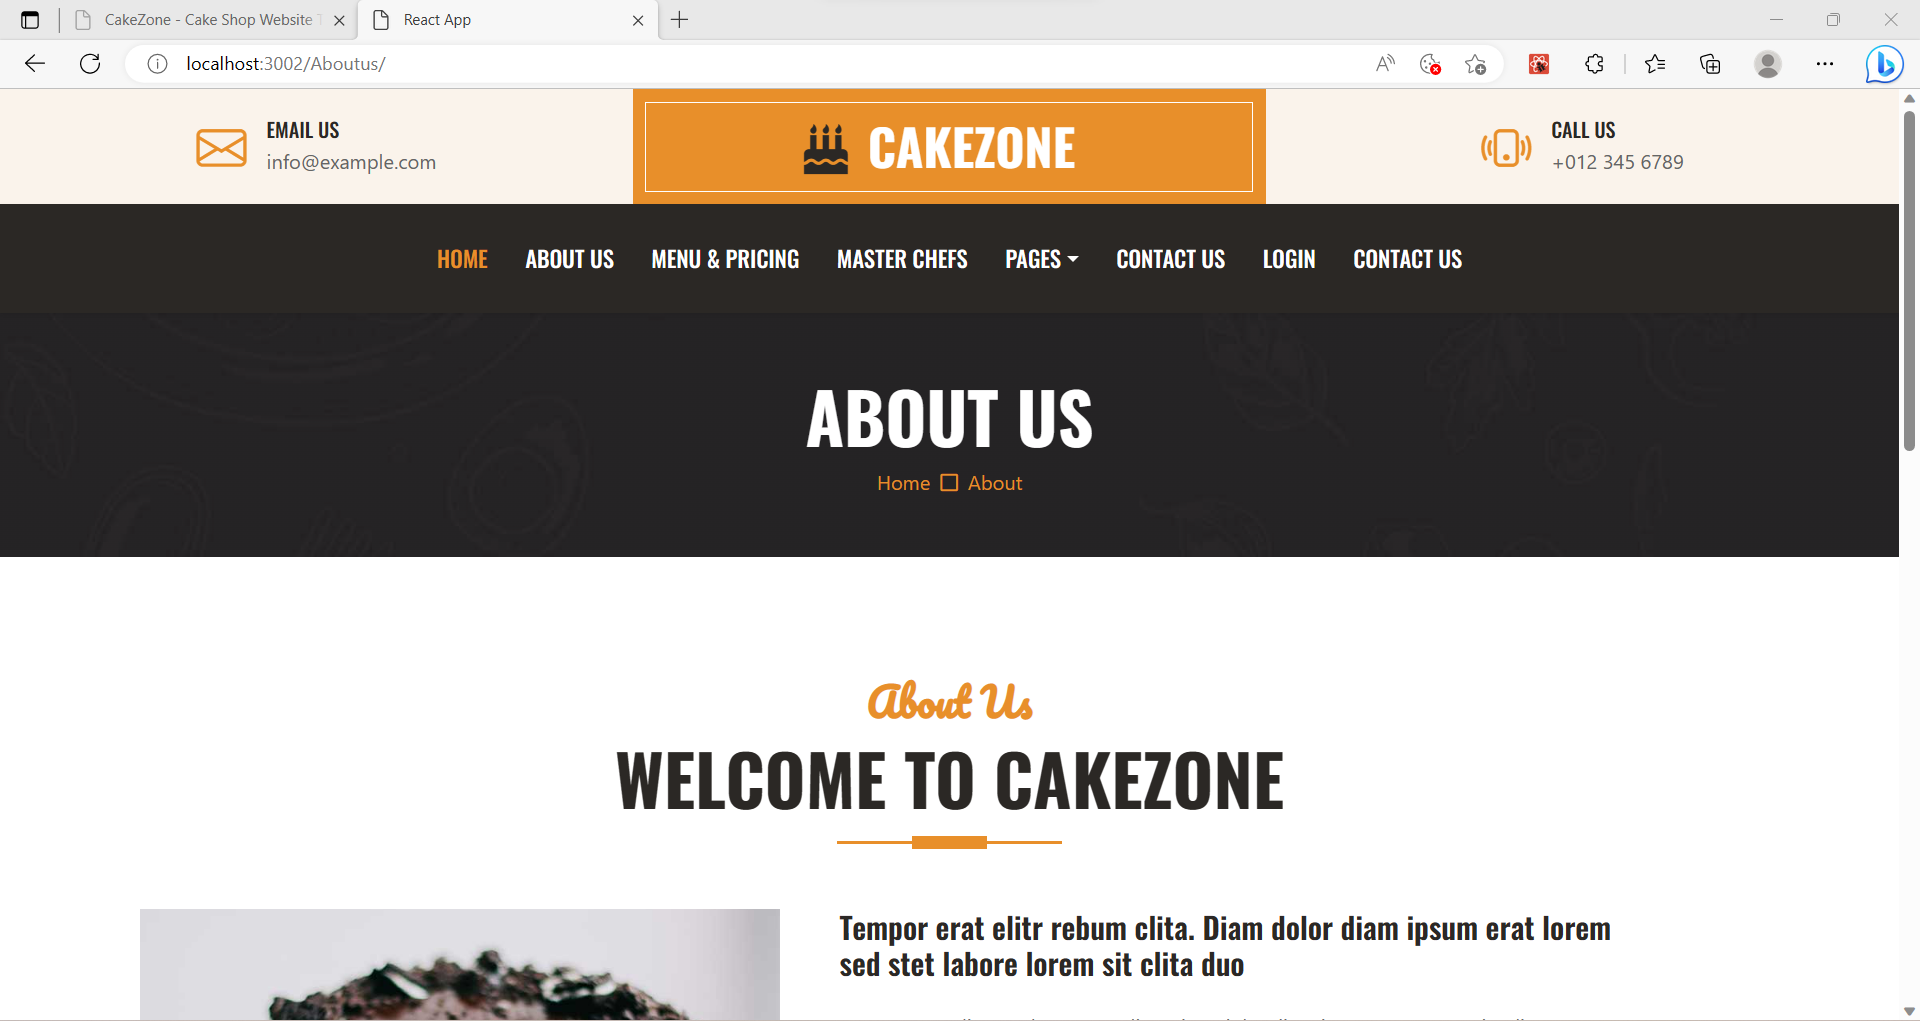 CakeZone - Cake Shop Website
React App
localhost:3002/Aboutus/
EMAIL US
info@example.com
CAKEZONE
CALL US
+012 345 6789
HOME ABOUT US MENU & PRICING MASTER CHEFS PAGES CONTACT US LOGIN CONTACT US
ABOUT US
Home About
About Us
WELCOME TO CAKEZONE
Tempor erat elitr rebum clita. Diam dolor diam ipsum erat lorem
sed stet labore lorem sit clita duo